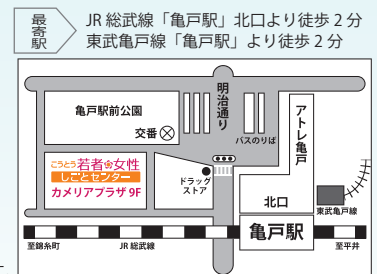 最寄駅
JR 総武線「亀戸駅」北口より徒歩 2 分
東武亀戸線「亀戸駅」より徒歩 2 分
亀戸駅前公園
交番
明治通り
バスのりば
アトレ亀戸
こうとう若者・女性
しごとセンター
カメリアプラザ 9F
ドラッグ
ストア
北口
東武亀戸線
亀戸駅
至錦糸町
JR 総武線
至平井